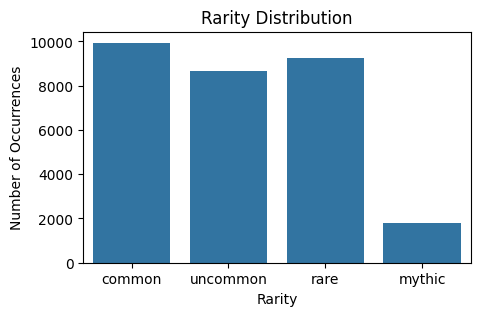 Rarity Distribution
Number of Occurrences
10000
8000
6000
4000
2000
0
common uncommon rare mythic
Rarity